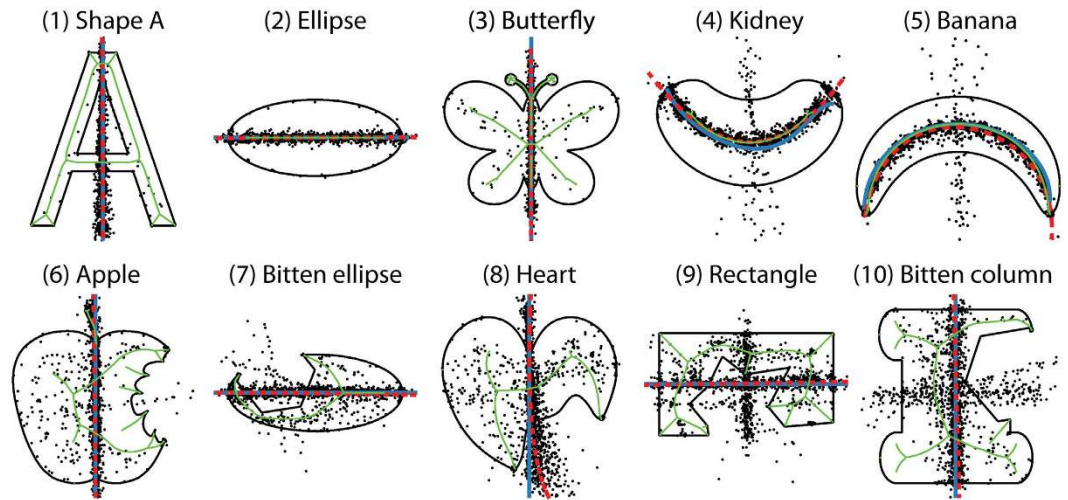 (1) Shape A
(2) Ellipse
(3) Butterfly
(4) Kidney
(5) Banana
(6) Apple
(7) Bitten ellipse
(8) Heart
(9) Rectangle
(10) Bitten column